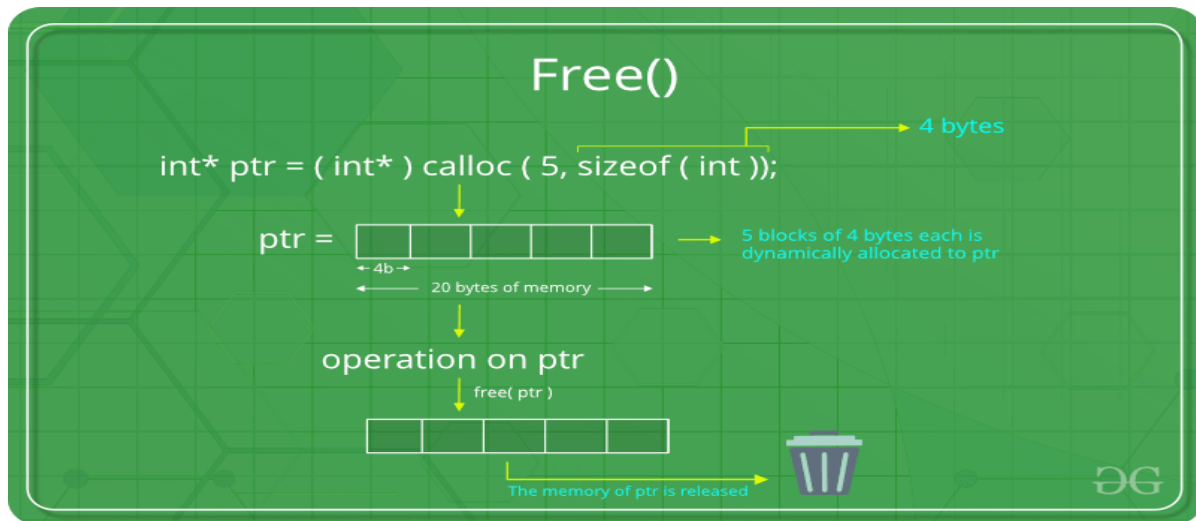 Free()
4 bytes
int* ptr = ( int* ) calloc ( 5, sizeof ( int ));
ptr =
5 blocks of 4 bytes each is
dynamically allocated to ptr
4b
20 bytes of memory
operation on ptr
free( ptr )
The memory of ptr is released